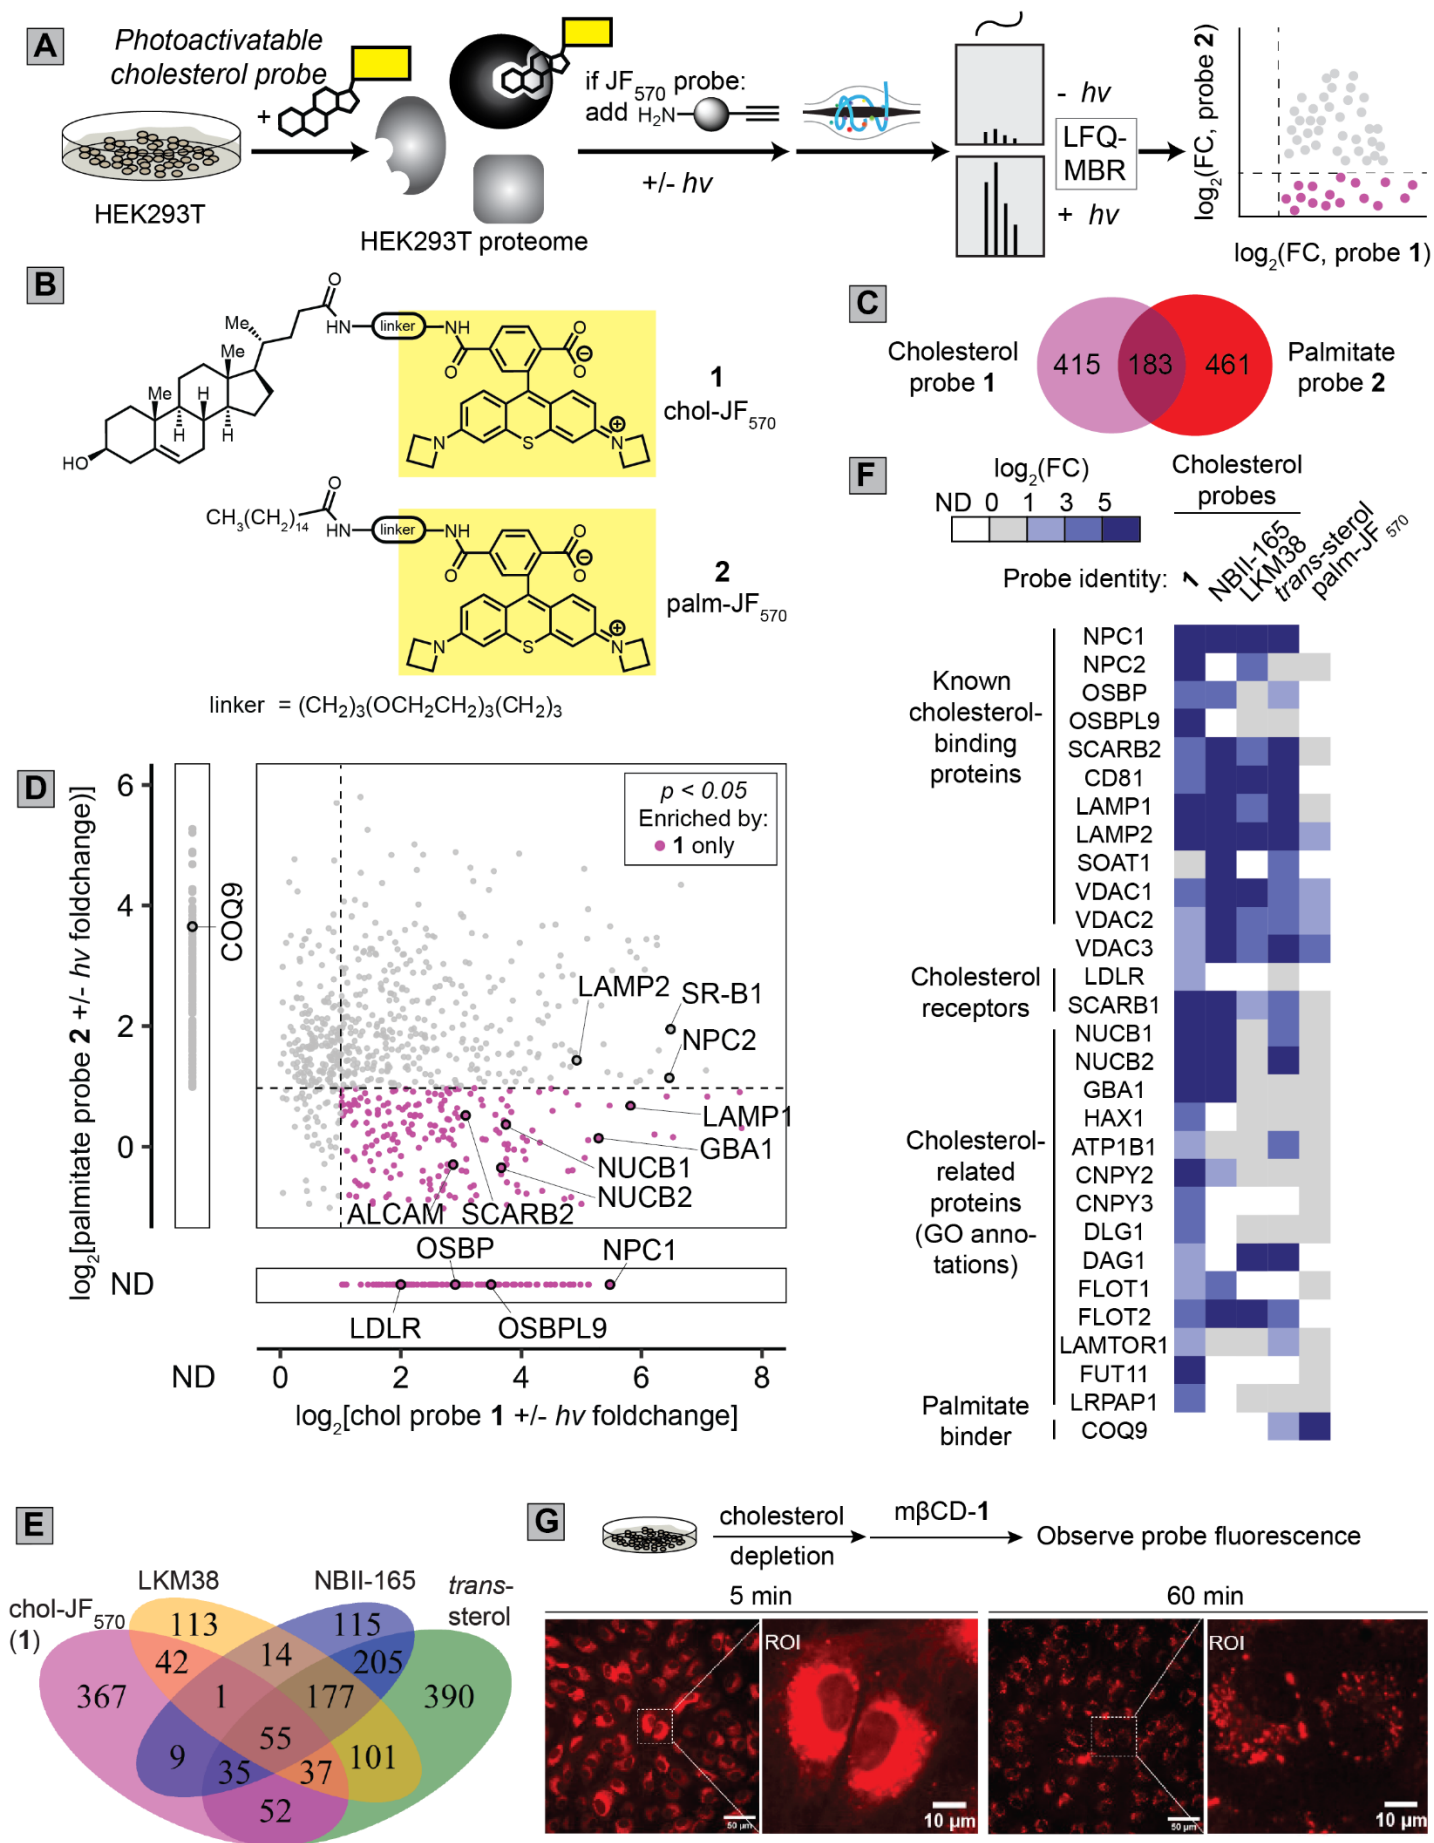 A
Photoactivatable
cholesterol probe
+
HEK293T
HEK293T proteome
if JF570 probe:
add H2N
+/- hv
- hv
LFQ-
MBR
+ hv
log2(FC, probe 2)
log2(FC, probe 1)
B
O
HN
linker
NH
Me
Me
Me
H
H
H
HO
O
O
O
N
S
N
1
chol-JF570
CH3(CH2)14
O
HN
linker
NH
O
O
O
N
S
N
2
palm-JF570
linker = (CH2)3(OCH2CH2)3(CH2)3
C
Cholesterol
probe 1
415
183
461
Palmitate
probe 2
D
log2[palmitate probe 2 +/- hv foldchange)]
6
4
2
0
ND
COQ9
p < 0.05
Enriched by:
1 only
LAMP2
SR-B1
NPC2
LAMP1
GBA1
NUCB1
NUCB2
ALCAM
SCARB2
OSBP
NPC1
LDLR
OSBPL9
ND
0
2
4
6
8
log2[chol probe 1 +/- hv foldchange]
F
log2(FC)
ND 0 1 3 5
Cholesterol
probes
Probe identity:
1
NBII-165
LKM38
trans-sterol
palm-JF570
Known
cholesterol-
binding
proteins
Cholesterol
receptors
Cholesterol-
related
proteins
(GO anno-
tations)
Palmitate
binder
NPC1
NPC2
OSBP
OSBPL9
SCARB2
CD81
LAMP1
LAMP2
SOAT1
VDAC1
VDAC2
VDAC3
LDLR
SCARB1
NUCB1
NUCB2
GBA1
HAX1
ATP1B1
CNPY2
CNPY3
DLG1
DAG1
FLOT1
FLOT2
LAMTOR1
FUT11
LRPAP1
COQ9
E
chol-JF570
(1)
LKM38
NBII-165
trans-
sterol
113
115
42
14
205
367
1
177
390
55
9
35
37
101
52
G
cholesterol
depletion
mβCD-1
Observe probe fluorescence
5 min
60 min
50 µm
ROI
10 µm
50 µm
ROI
10 µm